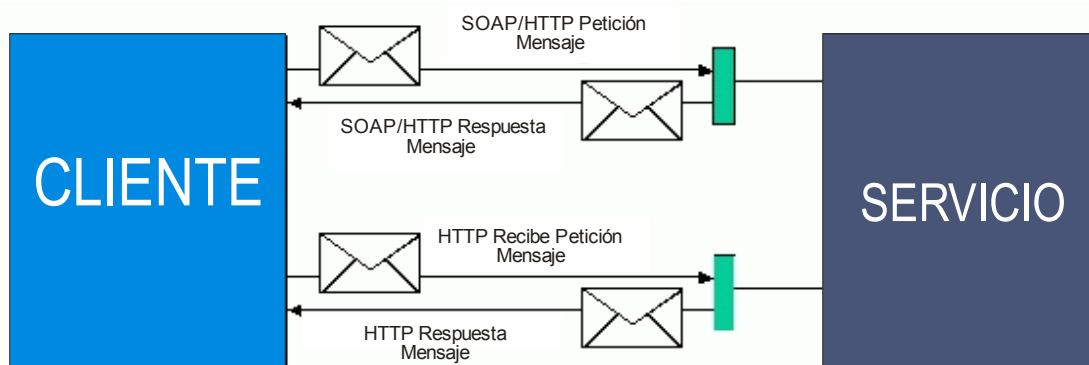 SOAP/HTTP Petición
Mensaje
SOAP/HTTP Respuesta
Mensaje
CLIENTE
SERVICIO
HTTP Recibe Petición
Mensaje
HTTP Respuesta
Mensaje